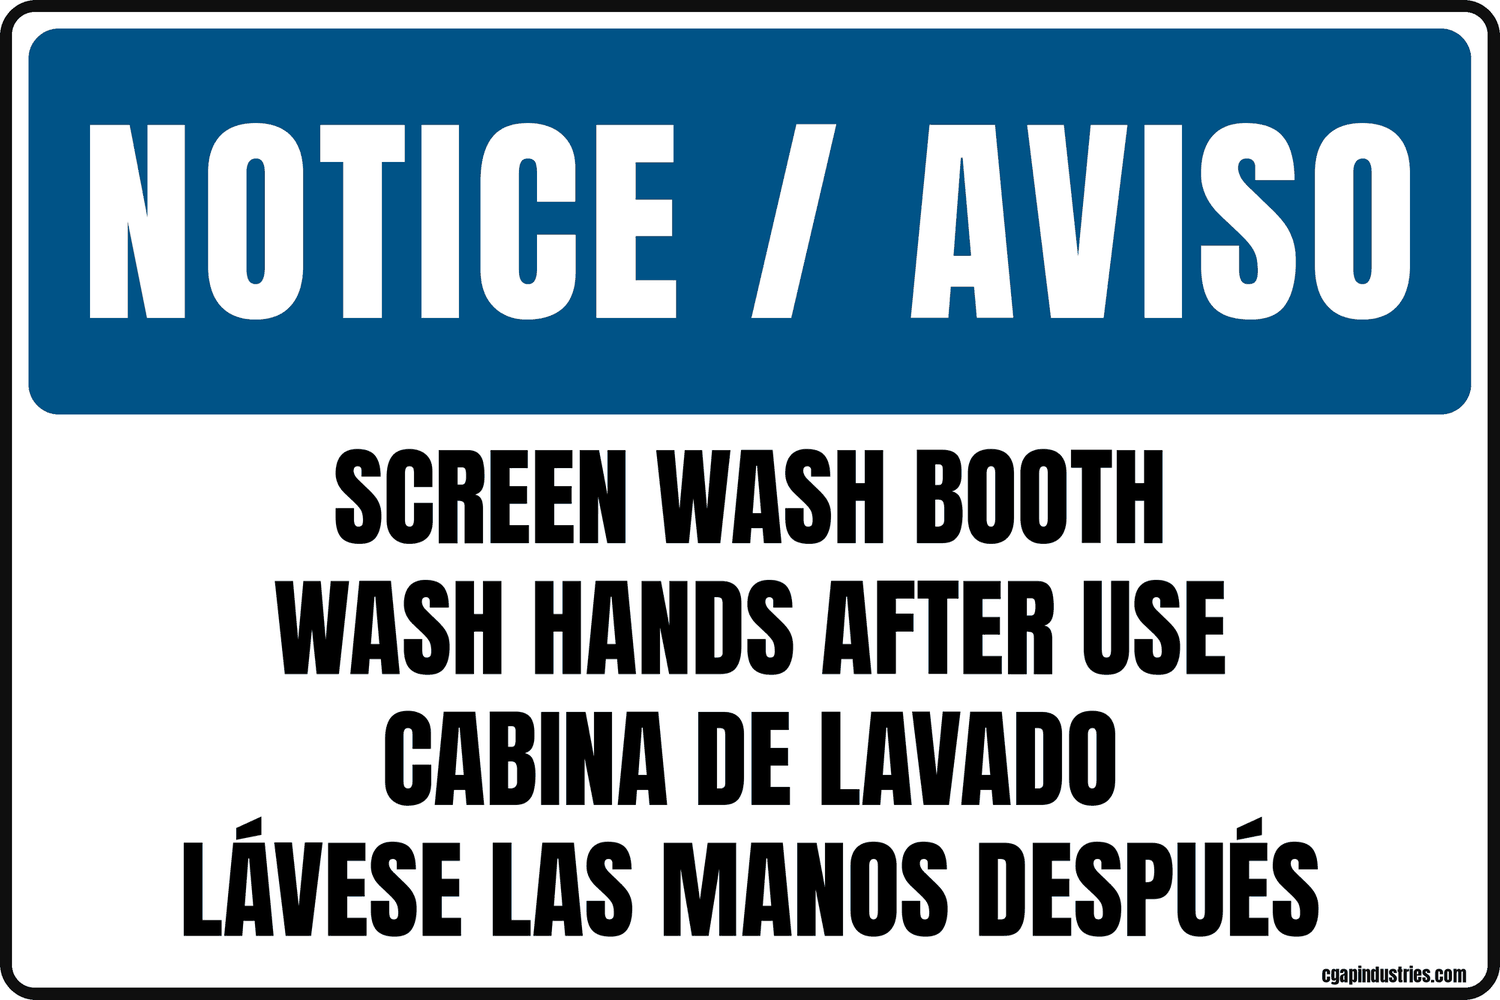 NOTICE / AVISO
SCREEN WASH BOOTH
WASH HANDS AFTER USE
CABINA DE LAVADO
LÁVESE LAS MANOS DESPUÉS
cgapindustries.com